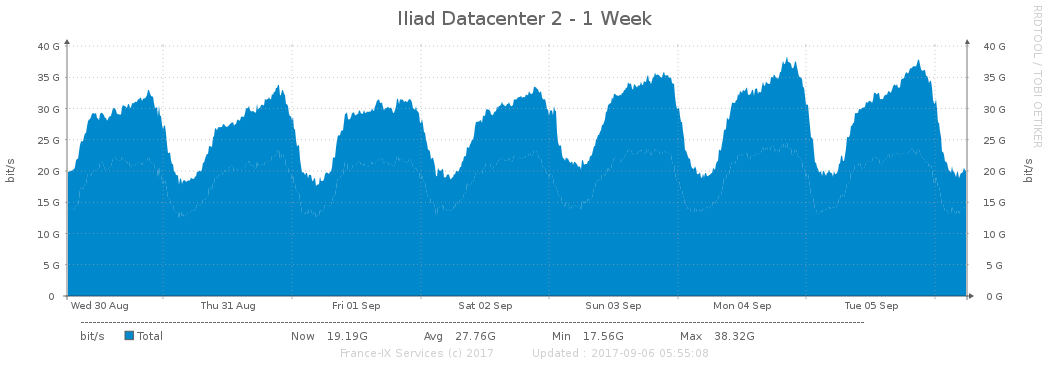 Iliad Datacenter 2 - 1 Week
RRDTOOL / TOBI OETIKER
bit/s
40 G 40 G
35 G 35 G
30 G 30 G
25 G 25 G
20 G 20 G
15 G 15 G
10 G 10 G
5 G 5 G
0 0 G
bit/s
Wed 30 Aug Thu 31 Aug Fri 01 Sep Sat 02 Sep Sun 03 Sep Mon 04 Sep Tue 05 Sep
bit/s Total Now 19.19G Avg 27.76G Min 17.56G Max 38.32G
France-IX Services (c) 2017 Updated : 2017-09-06 05:55:08